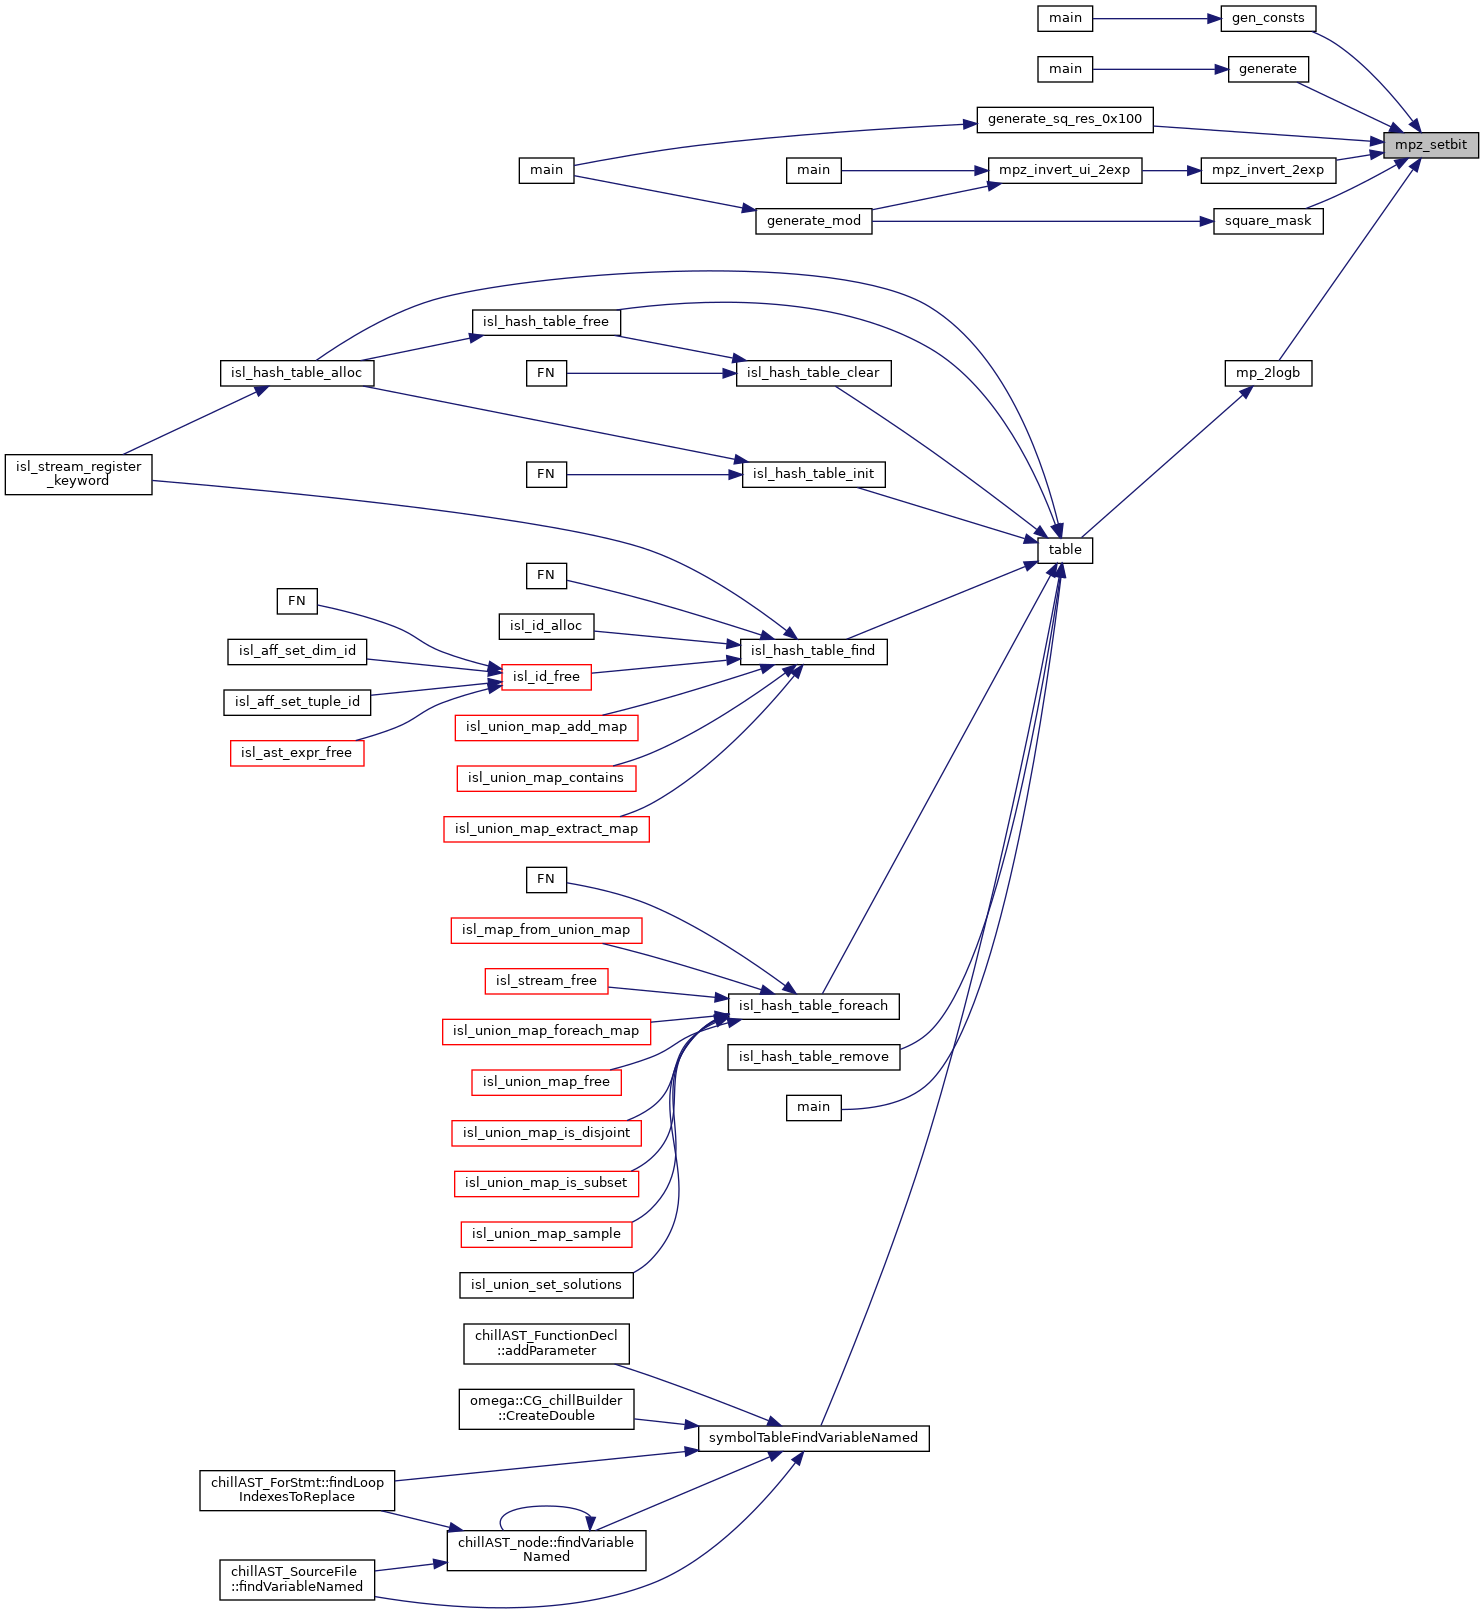 main
gen_consts
main
generate
generate_sq_res_0x100
mpz_setbit
main
main
mpz_invert_ui_2exp
mpz_invert_2exp
generate_mod
square_mask
isl_hash_table_free
isl_hash_table_alloc
FN
isl_hash_table_clear
mp_2logb
isl_stream_register
_keyword
FN
isl_hash_table_init
table
FN
FN
isl_id_alloc
isl_aff_set_dim_id
isl_hash_table_find
isl_id_free
isl_aff_set_tuple_id
isl_union_map_add_map
isl_ast_expr_free
isl_union_map_contains
isl_union_map_extract_map
FN
isl_map_from_union_map
isl_stream_free
isl_hash_table_foreach
isl_union_map_foreach_map
isl_hash_table_remove
isl_union_map_free
main
isl_union_map_is_disjoint
isl_union_map_is_subset
isl_union_map_sample
isl_union_set_solutions
chillAST_FunctionDecl
::addParameter
omega::CG_chillBuilder
::CreateDouble
symbolTableFindVariableNamed
chillAST_ForStmt::findLoop
IndexesToReplace
chillAST_node::findVariable
Named
chillAST_SourceFile
::findVariableNamed